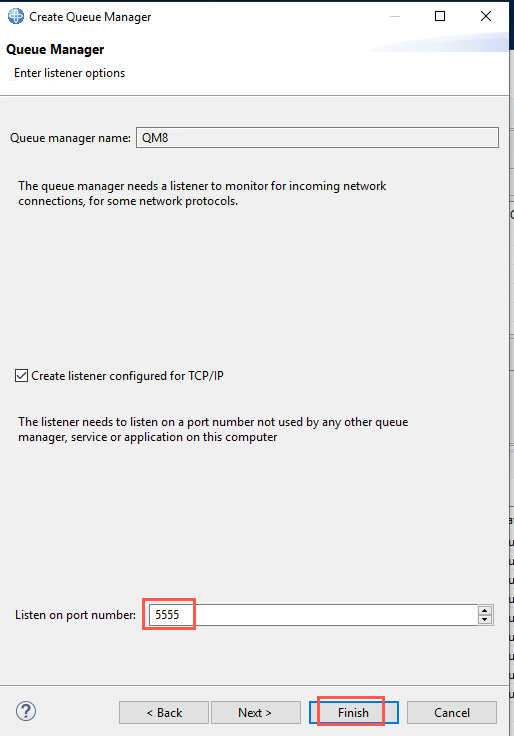 Create Queue Manager
Queue Manager
Enter listener options
Queue manager name: QM8
The queue manager needs a listener to monitor for incoming network
connections, for some network protocols.
Create listener configured for TCP/IP
The listener needs to listen on a port number not used by any other queue
manager, service or application on this computer
Listen on port number: 5555
? < Back Next > Finish Cancel